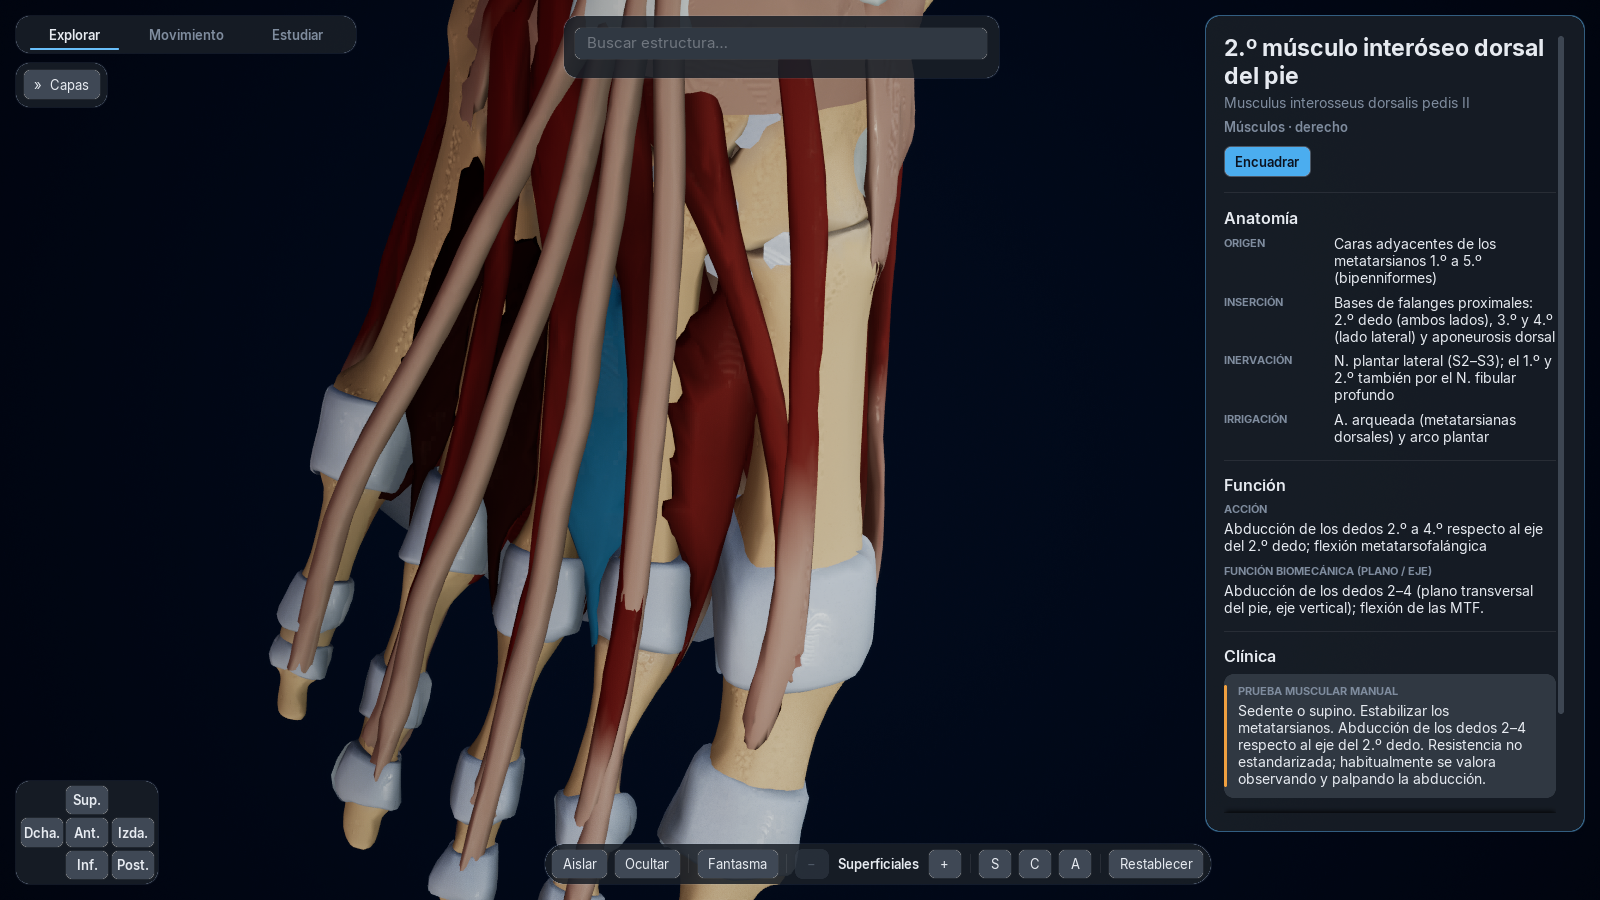 Explorar
Movimiento
Estudiar
» Capas
Buscar estructura...
2.º músculo interóseo dorsal
del pie
Musculus interosseus dorsalis pedis II
Músculos · derecho
Encuadrar
Anatomía
ORIGEN
Caras adyacentes de los
metatarsianos 1.º a 5.º
(bipenniformes)
INSERCIÓN
Bases de falanges proximales:
2.º dedo (ambos lados), 3.º y 4.º
(lado lateral) y aponeurosis dorsal
INERVACIÓN
N. plantar lateral (S2–S3); el 1.º y
2.º también por el N. fibular
profundo
IRRIGACIÓN
A. arqueada (metatarsianas
dorsales) y arco plantar
Función
ACCIÓN
Abducción de los dedos 2.º a 4.º respecto al eje
del 2.º dedo; flexión metatarsofalángica
FUNCIÓN BIOMECÁNICA (PLANO / EJE)
Abducción de los dedos 2–4 (plano transversal
del pie, eje vertical); flexión de las MTF.
Clínica
PRUEBA MUSCULAR MANUAL
Sedente o supino. Estabilizar los
metatarsianos. Abducción de los dedos 2–4
respecto al eje del 2.º dedo. Resistencia no
estandarizada; habitualmente se valora
observando y palpando la abducción.
Sup.
Dcha.
Ant.
Izda.
Inf.
Post.
Aislar
Ocultar
Fantasma
–
Superficiales
+
S
C
A
Restablecer